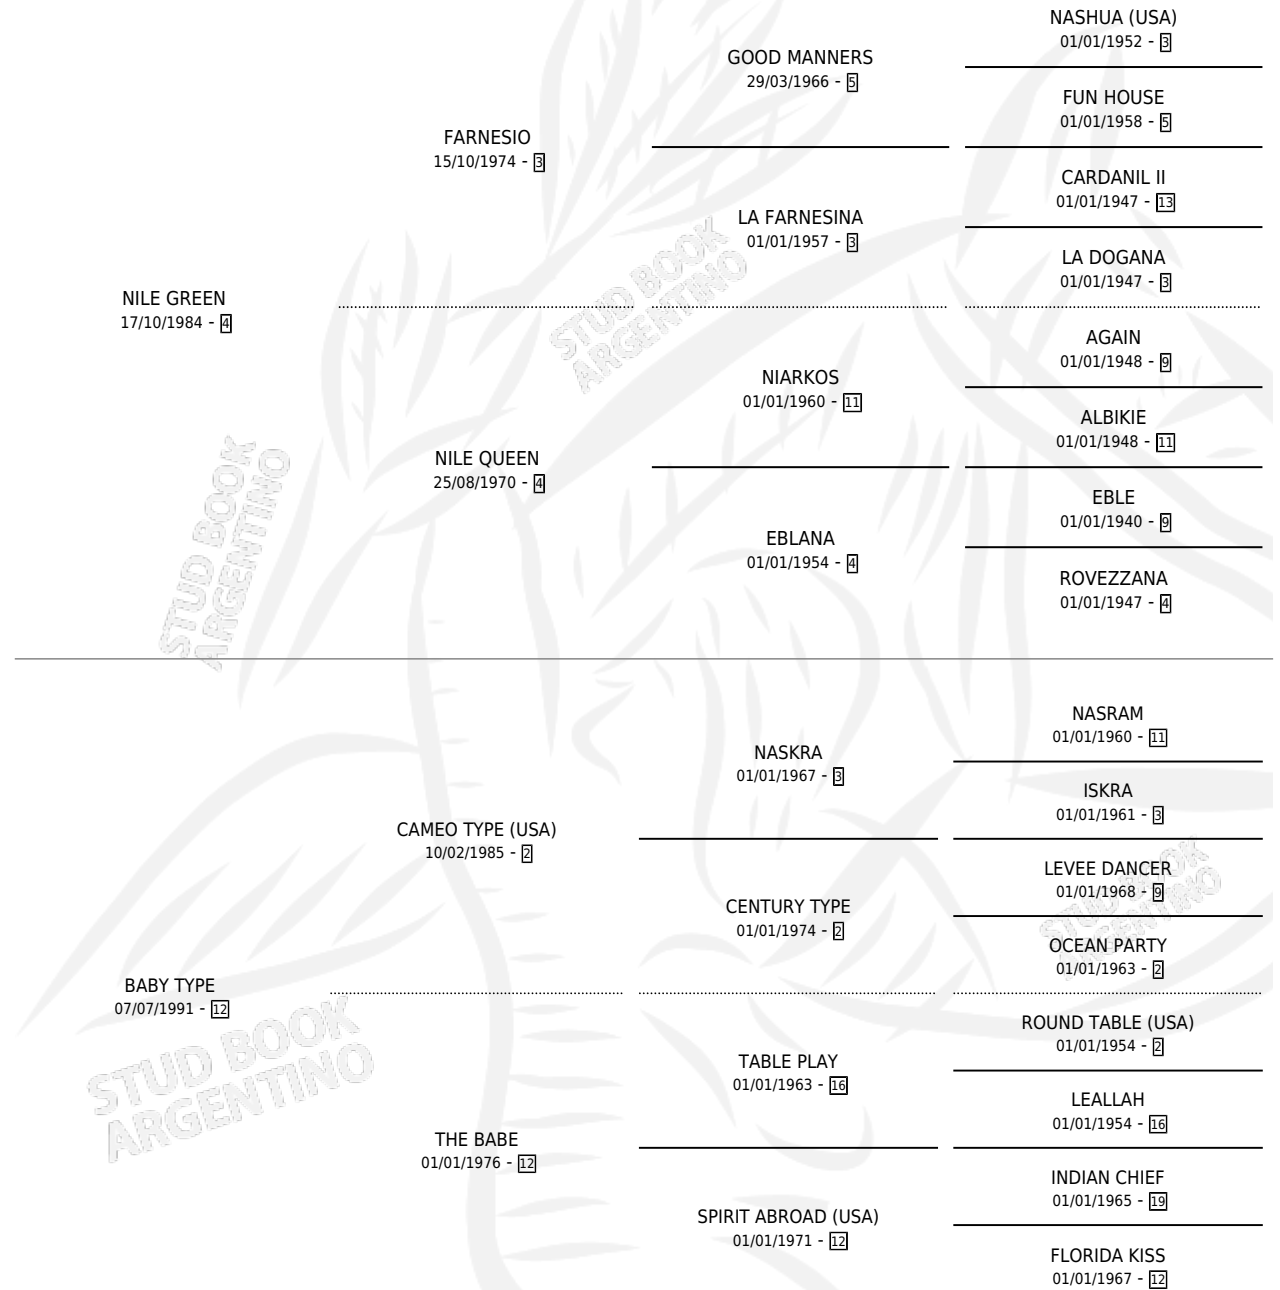 NASHUA (USA)
01/01/1952 - 3
GOOD MANNERS
29/03/1966 - 5
FUN HOUSE
01/01/1958 - 5
FARNESIO
15/10/1974 - 3
CARDANIL II
01/01/1947 - 13
LA FARNESINA
01/01/1957 - 3
LA DOGANA
01/01/1947 - 3
NILE GREEN
17/10/1984 - 4
AGAIN
01/01/1948 - 9
NIARKOS
01/01/1960 - 11
ALBIKIE
01/01/1948 - 11
NILE QUEEN
25/08/1970 - 4
EBLE
01/01/1940 - 9
EBLANA
01/01/1954 - 4
ROVEZZANA
01/01/1947 - 4
NASRAM
01/01/1960 - 11
NASKRA
01/01/1967 - 3
ISKRA
01/01/1961 - 3
CAMEO TYPE (USA)
10/02/1985 - 2
LEVEE DANCER
01/01/1968 - 9
CENTURY TYPE
01/01/1974 - 2
OCEAN PARTY
01/01/1963 - 2
BABY TYPE
07/07/1991 - 12
ROUND TABLE (USA)
01/01/1954 - 2
TABLE PLAY
01/01/1963 - 16
LEALLAH
01/01/1954 - 16
THE BABE
01/01/1976 - 12
INDIAN CHIEF
01/01/1965 - 19
SPIRIT ABROAD (USA)
01/01/1971 - 12
FLORIDA KISS
01/01/1967 - 12
STUD BOOK
ARGENTINO
STUD BOOK
ARGENTINO
STUD BOOK
ARGENTINO
STUD BOOK
ARGENTINO